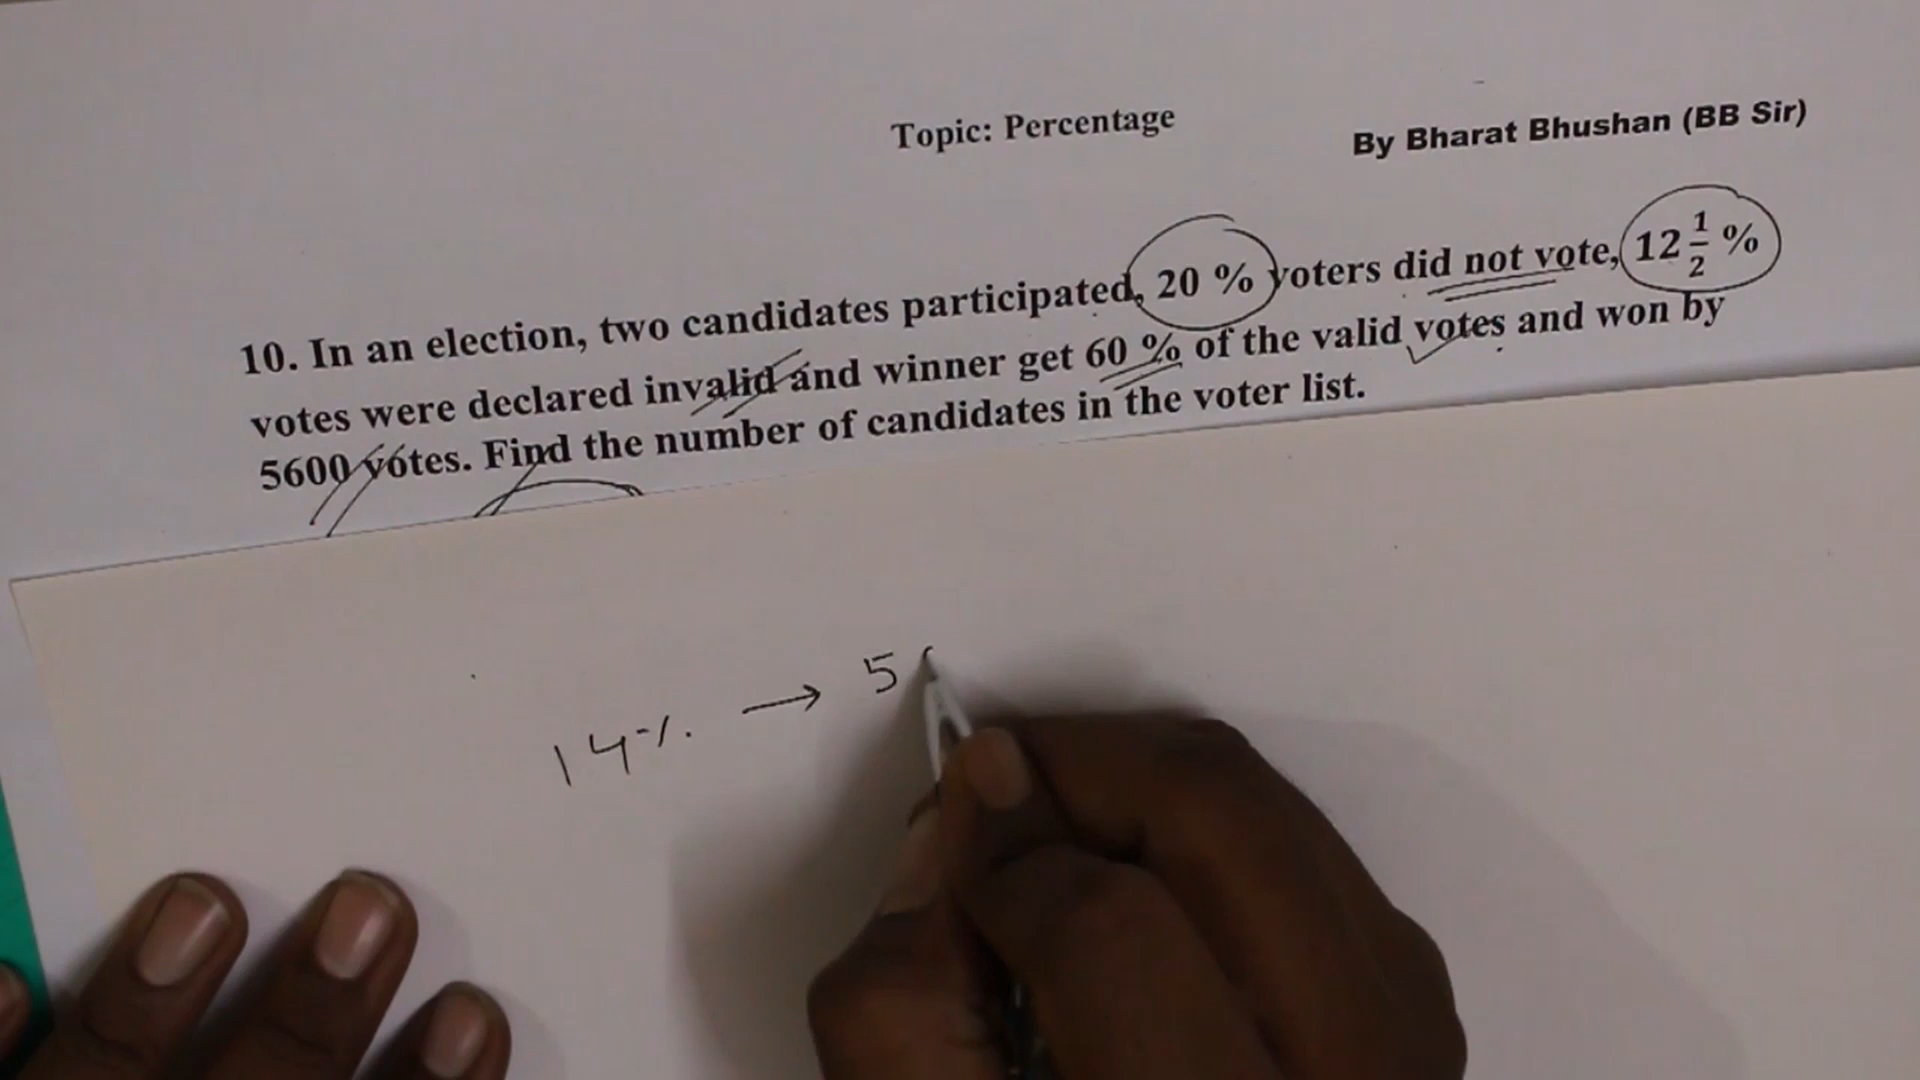 Topic: Percentage
By Bharat Bhushan (BB Sir)
10. In an election, two candidates participated, 20 % voters did not vote, 12 1/2 %
votes were declared invalid and winner get 60 % of the valid votes and won by
5600 votes. Find the number of candidates in the voter list.
14% → 5